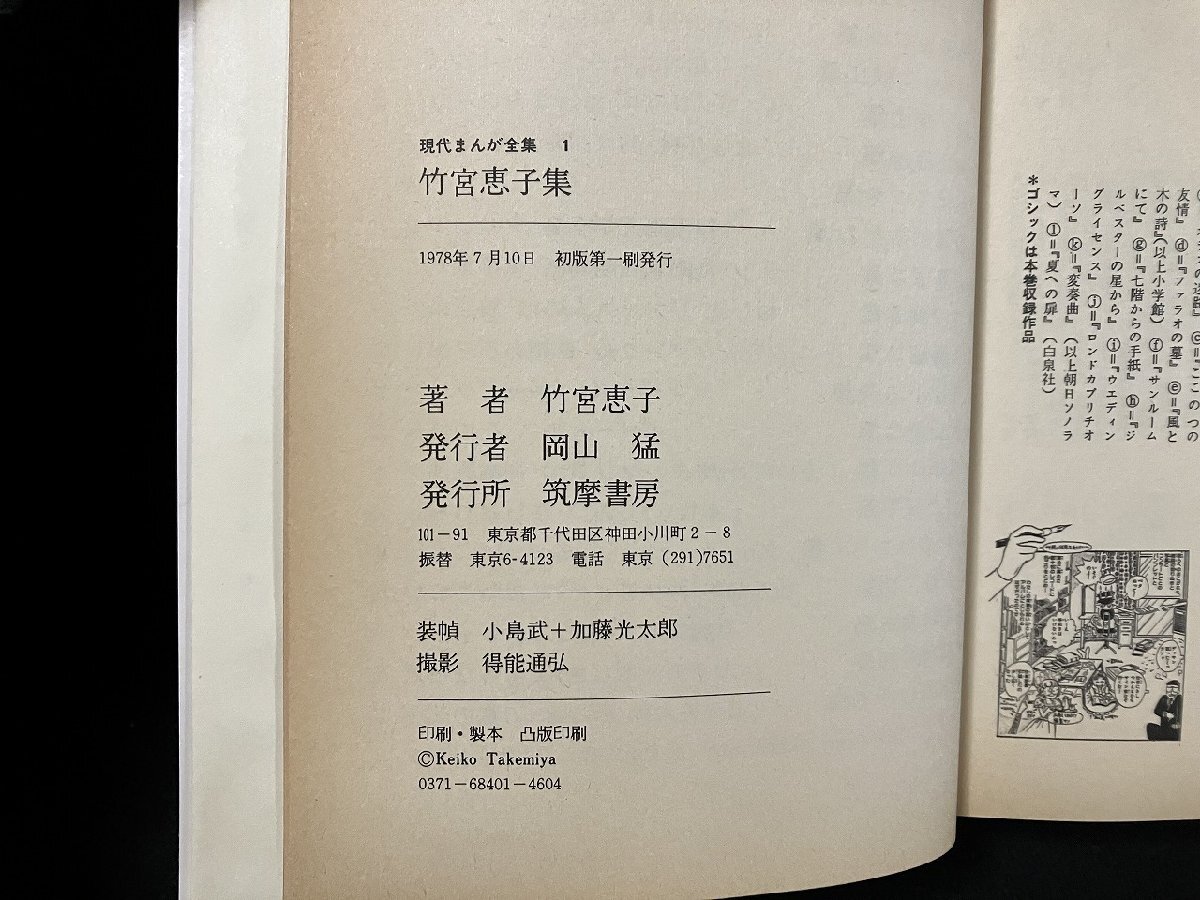 現代まんが全集　1
竹宮恵子集
1978年7月10日　初版第一刷発行
著　者　竹宮恵子
発行者　岡山　猛
発行所　筑摩書房
101－91　東京都千代田区神田小川町2－8
振替　東京6-4123　電話　東京（291）7651
装幀　小島武＋加藤光太郎
撮影　得能通弘
印刷・製本　凸版印刷
©Keiko Takemiya
0371－68401－4604
友情』ⓓ＝『ファラオの墓』ⓔ＝『風と
木の詩』（以上小学館）ⓕ＝『サンルーム
にて』ⓖ＝『七階からの手紙』ⓗ＝『ジ
ルベスターの星から』ⓘ＝『ウエディン
グライセンス』ⓙ＝『ロンドカプリチオ
ーソ』ⓚ＝『変奏曲』（以上朝日ソノラ
マ）ⓛ＝『夏への扉』（白泉社）
＊ゴシックは本巻収録作品